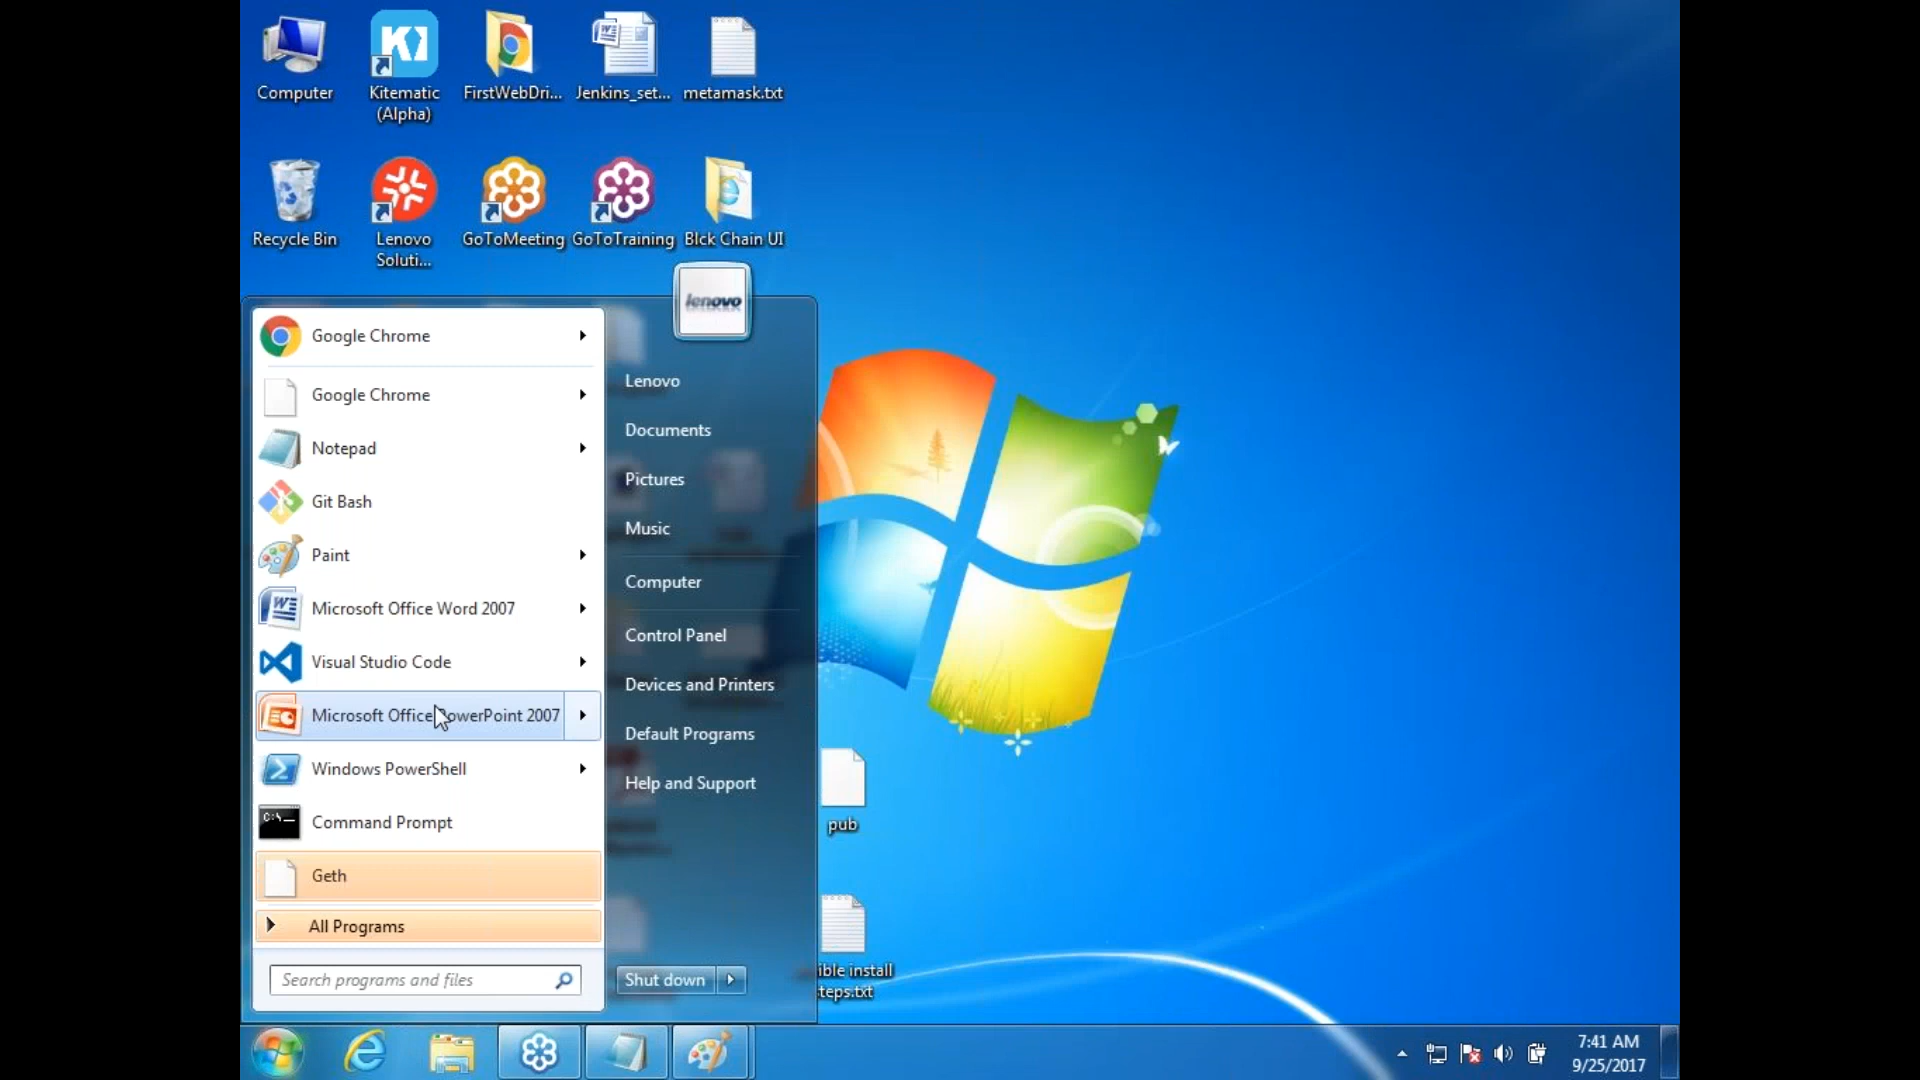 Computer
Kitematic
(Alpha)
FirstWebDri...
Jenkins_set...
metamask.txt
Recycle Bin
Lenovo
Soluti...
GoToMeeting
GoToTraining
Blck Chain UI
lenovo
Google Chrome
Google Chrome
Notepad
Git Bash
Paint
Microsoft Office Word 2007
Visual Studio Code
Microsoft Office PowerPoint 2007
Windows PowerShell
Command Prompt
Geth
All Programs
Search programs and files
Lenovo
Documents
Pictures
Music
Computer
Control Panel
Devices and Printers
Default Programs
Help and Support
Shut down
pub
ible install
teps.txt
7:41 AM
9/25/2017